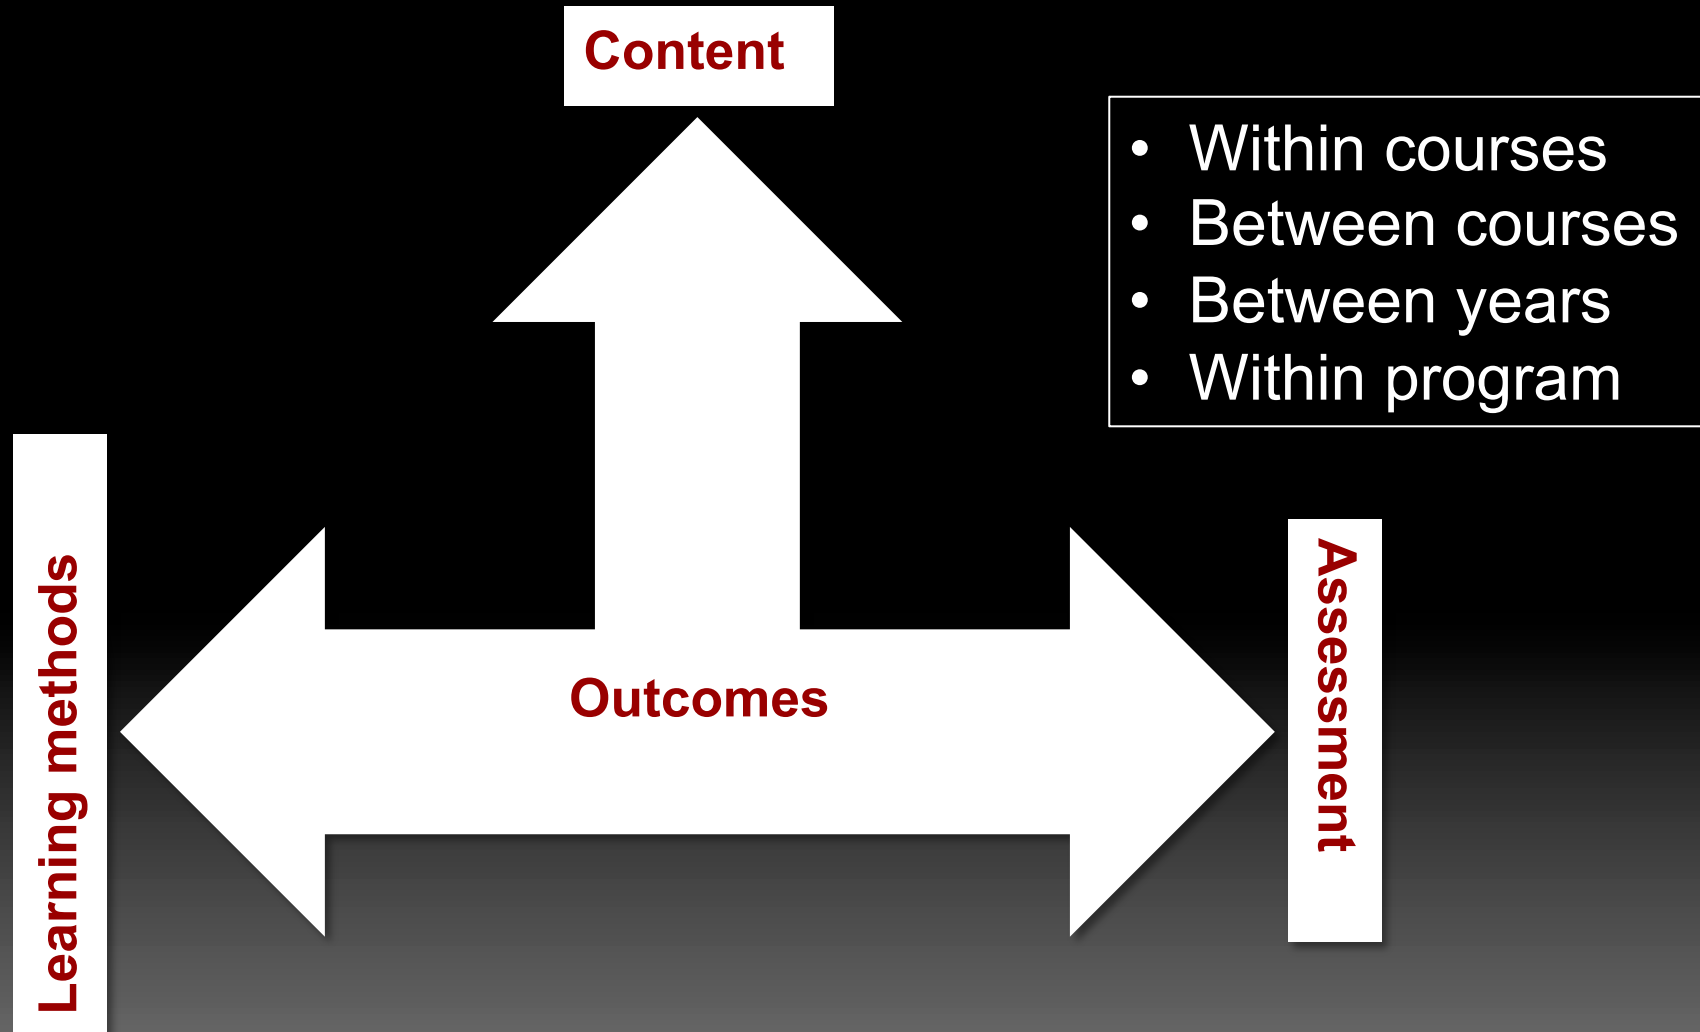 Content
• Within courses
• Between courses
• Between years
• Within program
Learning methods
Outcomes
Assessment